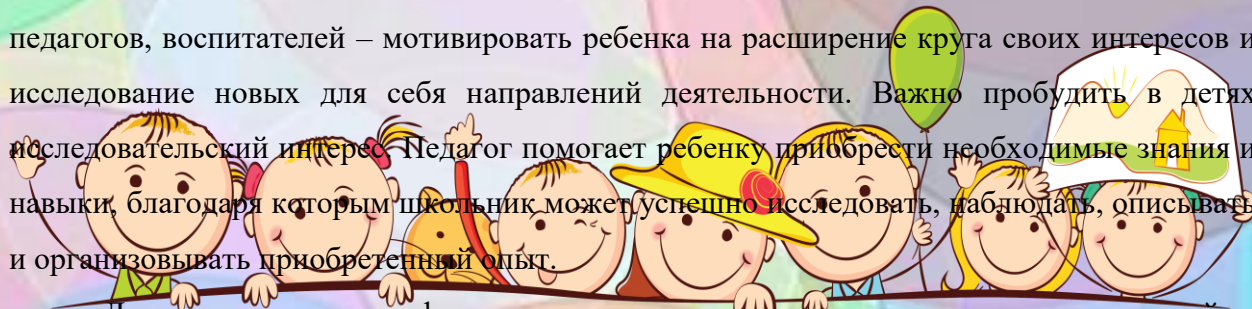 педагогов, воспитателей – мотивировать ребенка на расширение круга своих интересов и
исследование новых для себя направлений деятельности. Важно пробудить в детях
исследовательский интерес. Педагог помогает ребенку приобрести необходимые знания и
навыки, благодаря которым школьник может успешно исследовать, наблюдать, описывать
и организовывать приобретенный опыт.